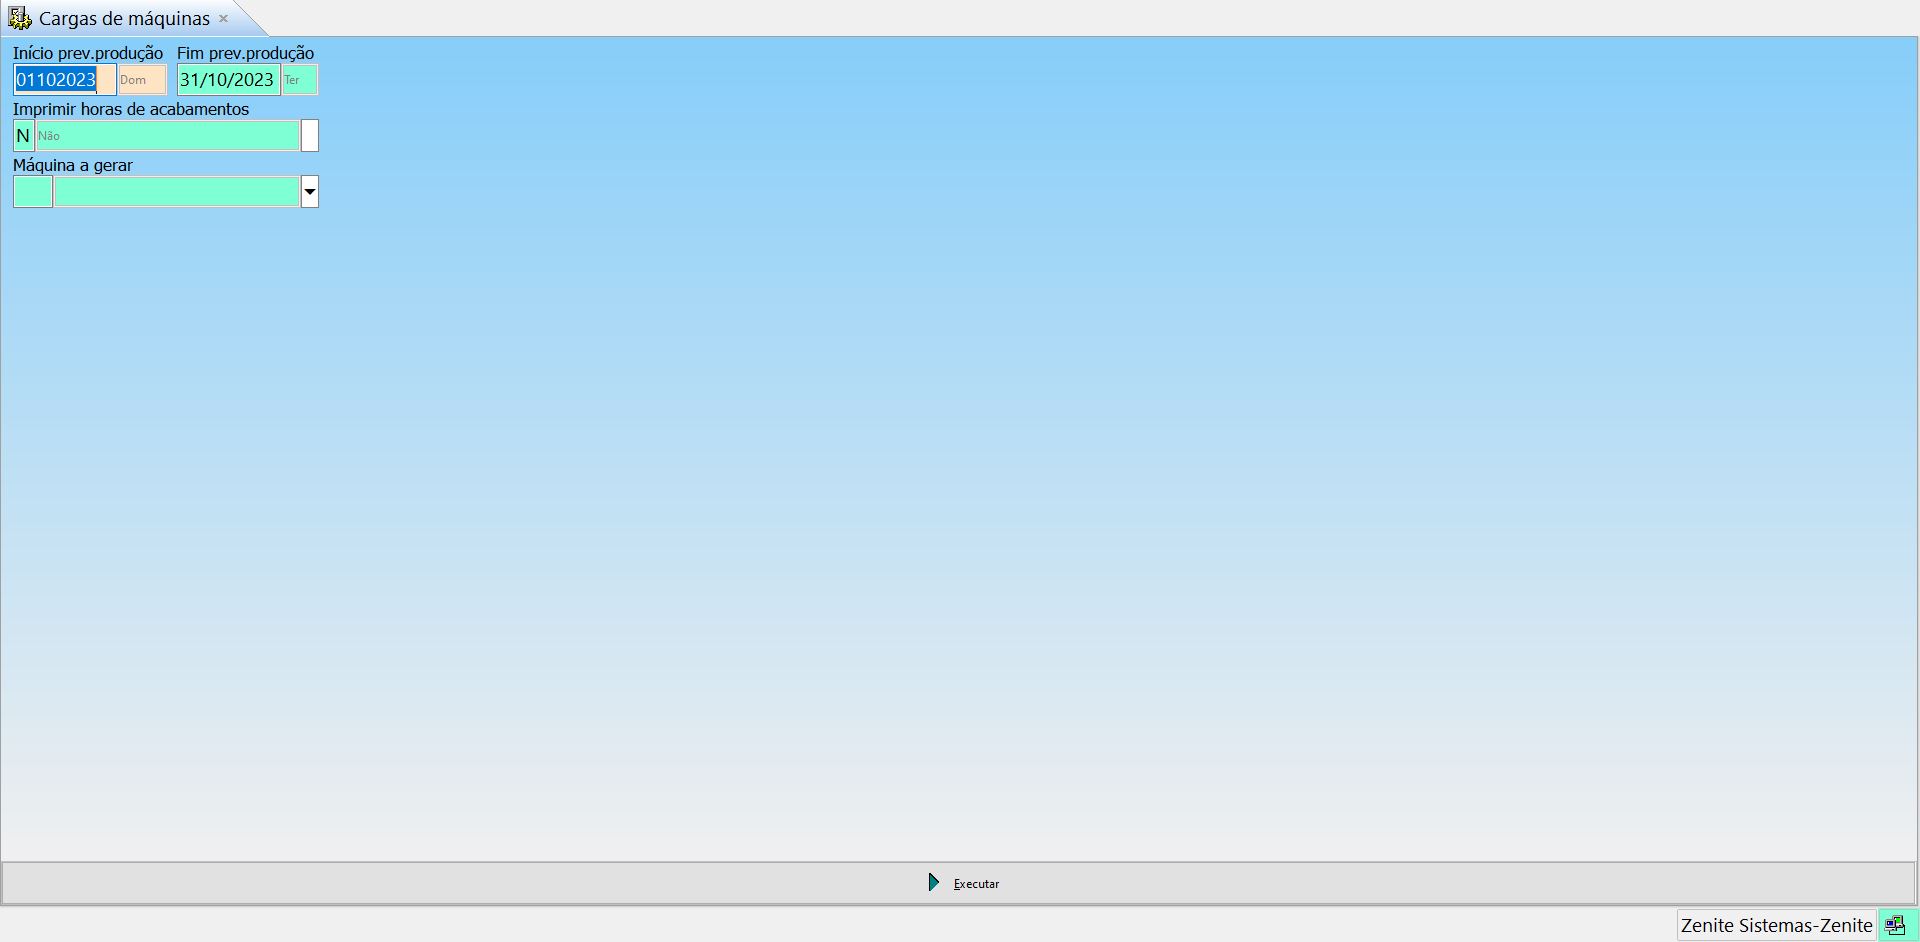 Cargas de máquinas ×
Início prev.produção Fim prev.produção
01102023 Dom 31/10/2023 Ter
Imprimir horas de acabamentos
N Não
Máquina a gerar
Executar
Zenite Sistemas-Zenite